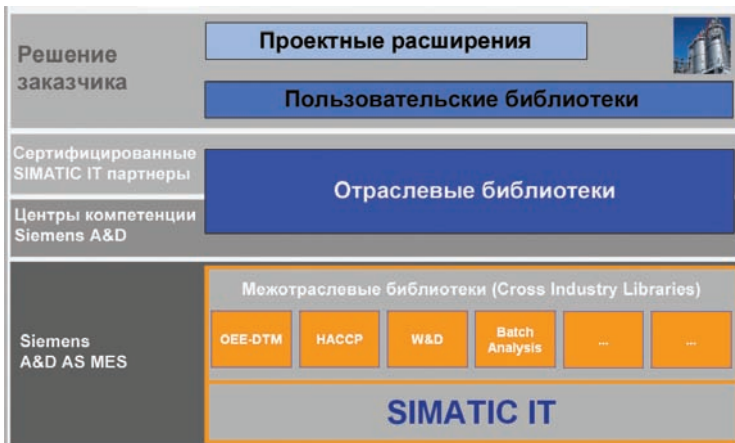 Решение
заказчика
Проектные расширения
Пользовательские библиотеки
Сертифицированные
SIMATIC IT партнеры
Центры компетенции
Siemens A&D
Отраслевые библиотеки
Siemens
A&D AS MES
Межотраслевые библиотеки (Cross Industry Libraries)
OEE-DTM
HACCP
W&D
Batch
Analysis
...
...
SIMATIC IT